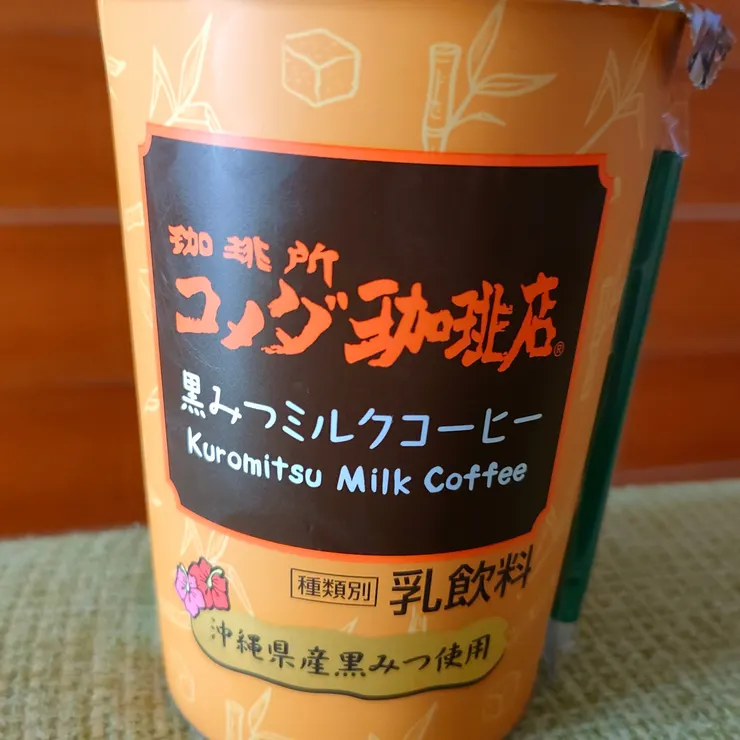 珈琲所
コメダ珈琲店®
黒みつミルクコーヒー
Kuromitsu Milk Coffee
種類別 乳飲料
沖縄県産黒みつ使用